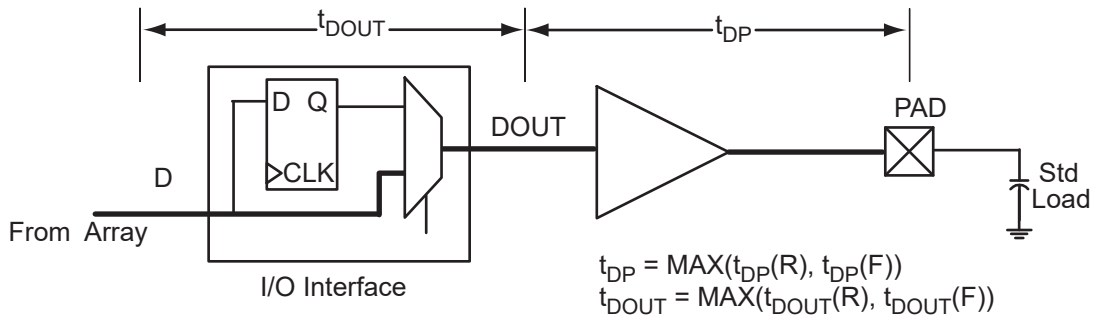 tDOUT
tDP
D Q
CLK
DOUT
PAD
D
Std
Load
From Array
I/O Interface
tDP = MAX(tDP(R), tDP(F))
tDOUT = MAX(tDOUT(R), tDOUT(F))